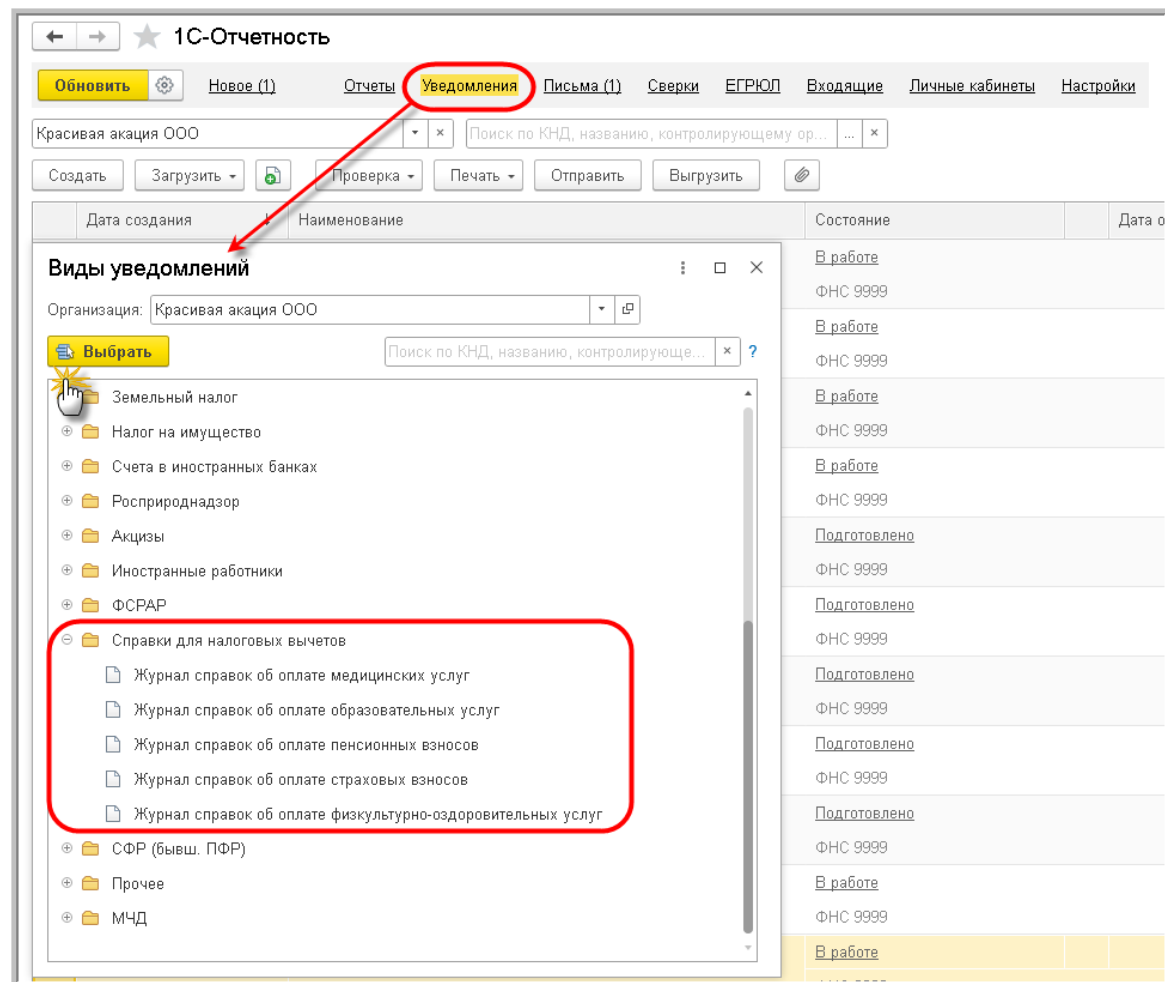 1С-Отчетность
Обновить Новое (1) Отчеты Уведомления Письма (1) Сверки ЕГРЮЛ Входящие Личные кабинеты Настройки
Красивая акация ООО Поиск по КНД, названию, контролирующему ор... ...
Создать Загрузить Проверка Печать Отправить Выгрузить
Дата создания Наименование Состояние Дата о
Виды уведомлений
Организация: Красивая акация ООО
Выбрать Поиск по КНД, названию, контролирующе... ?
Земельный налог
Налог на имущество
Счета в иностранных банках
Росприроднадзор
Акцизы
Иностранные работники
ФСРАР
Справки для налоговых вычетов
Журнал справок об оплате медицинских услуг
Журнал справок об оплате образовательных услуг
Журнал справок об оплате пенсионных взносов
Журнал справок об оплате страховых взносов
Журнал справок об оплате физкультурно-оздоровительных услуг
СФР (бывш. ПФР)
Прочее
МЧД
В работе
ФНС 9999
В работе
ФНС 9999
В работе
ФНС 9999
В работе
ФНС 9999
Подготовлено
ФНС 9999
Подготовлено
ФНС 9999
Подготовлено
ФНС 9999
Подготовлено
ФНС 9999
Подготовлено
ФНС 9999
В работе
ФНС 9999
В работе